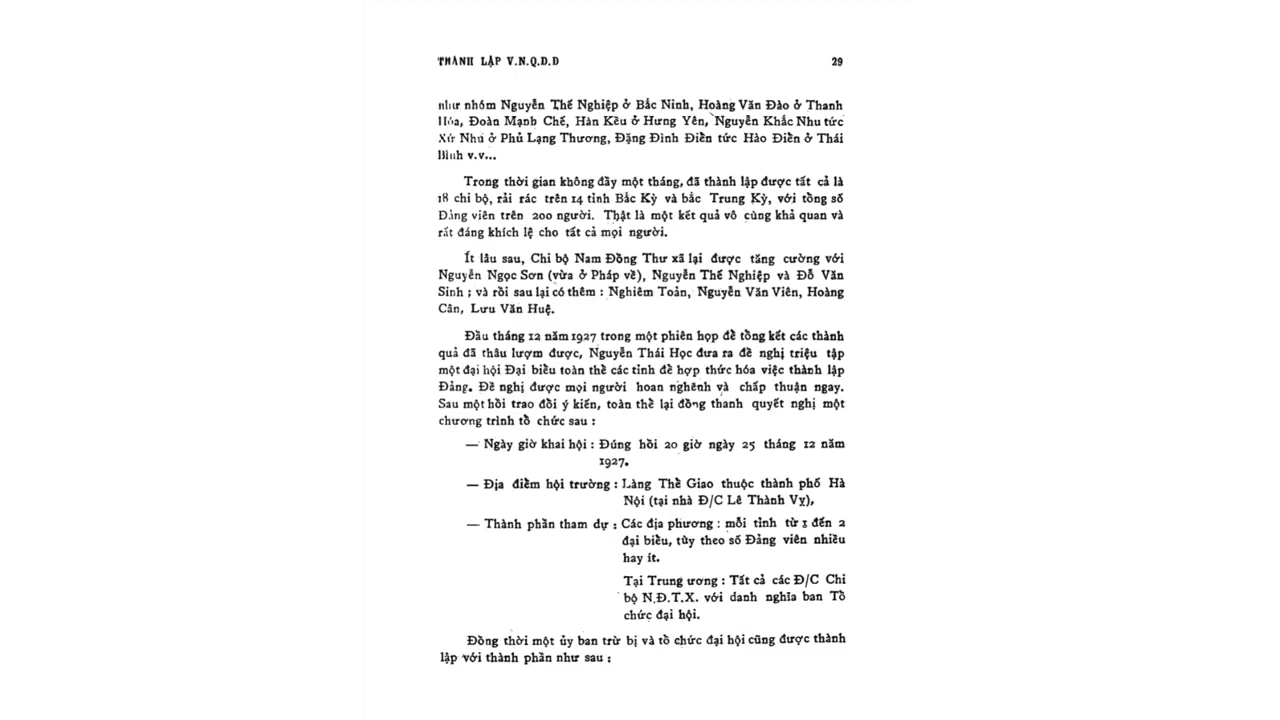 THÀNH LẬP V.N.Q.D.D 29
như nhóm Nguyễn Thế Nghiệp ở Bắc Ninh, Hoàng Văn Đào ở Thanh
Hóa, Đoàn Mạnh Chế, Hàn Kều ở Hưng Yên, Nguyễn Khắc Nhu tức
Xứ Nhu ở Phủ Lạng Thương, Đặng Đình Điển tức Hào Điển ở Thái
Bình v.v...
Trong thời gian không đầy một tháng, đã thành lập được tất cả là
18 chi bộ, rải rác trên 14 tỉnh Bắc Kỳ và bắc Trung Kỳ, với tổng số
Đảng viên trên 200 người. Thật là một kết quả vô cùng khả quan và
rất đáng khích lệ cho tất cả mọi người.
Ít lâu sau, Chi bộ Nam Đồng Thư xã lại được tăng cường với
Nguyễn Ngọc Sơn (vừa ở Pháp về), Nguyễn Thế Nghiệp và Đỗ Văn
Sinh ; và rồi sau lại có thêm : Nghiêm Toản, Nguyễn Văn Viên, Hoàng
Cân, Lưu Văn Huệ.
Đầu tháng 12 năm 1927 trong một phiên họp để tổng kết các thành
quả đã thâu lượm được, Nguyễn Thái Học đưa ra đề nghị triệu tập
một đại hội Đại biểu toàn thể các tỉnh để hợp thức hóa việc thành lập
Đảng. Đề nghị được mọi người hoan nghênh và chấp thuận ngay.
Sau một hồi trao đổi ý kiến, toàn thể lại đồng thanh quyết nghị một
chương trình tổ chức sau :
— Ngày giờ khai hội : Đúng hồi 20 giờ ngày 25 tháng 12 năm
1927.
— Địa điểm hội trường : Làng Thể Giao thuộc thành phố Hà
Nội (tại nhà Đ/C Lê Thành Vỵ),
— Thành phần tham dự : Các địa phương : mỗi tỉnh từ 1 đến 2
đại biểu, tùy theo số Đảng viên nhiều
hay ít.
Tại Trung ương : Tất cả các Đ/C Chi
bộ N.Đ.T.X. với danh nghĩa ban Tổ
chức đại hội.
Đồng thời một ủy ban trừ bị và tổ chức đại hội cũng được thành
lập với thành phần như sau :